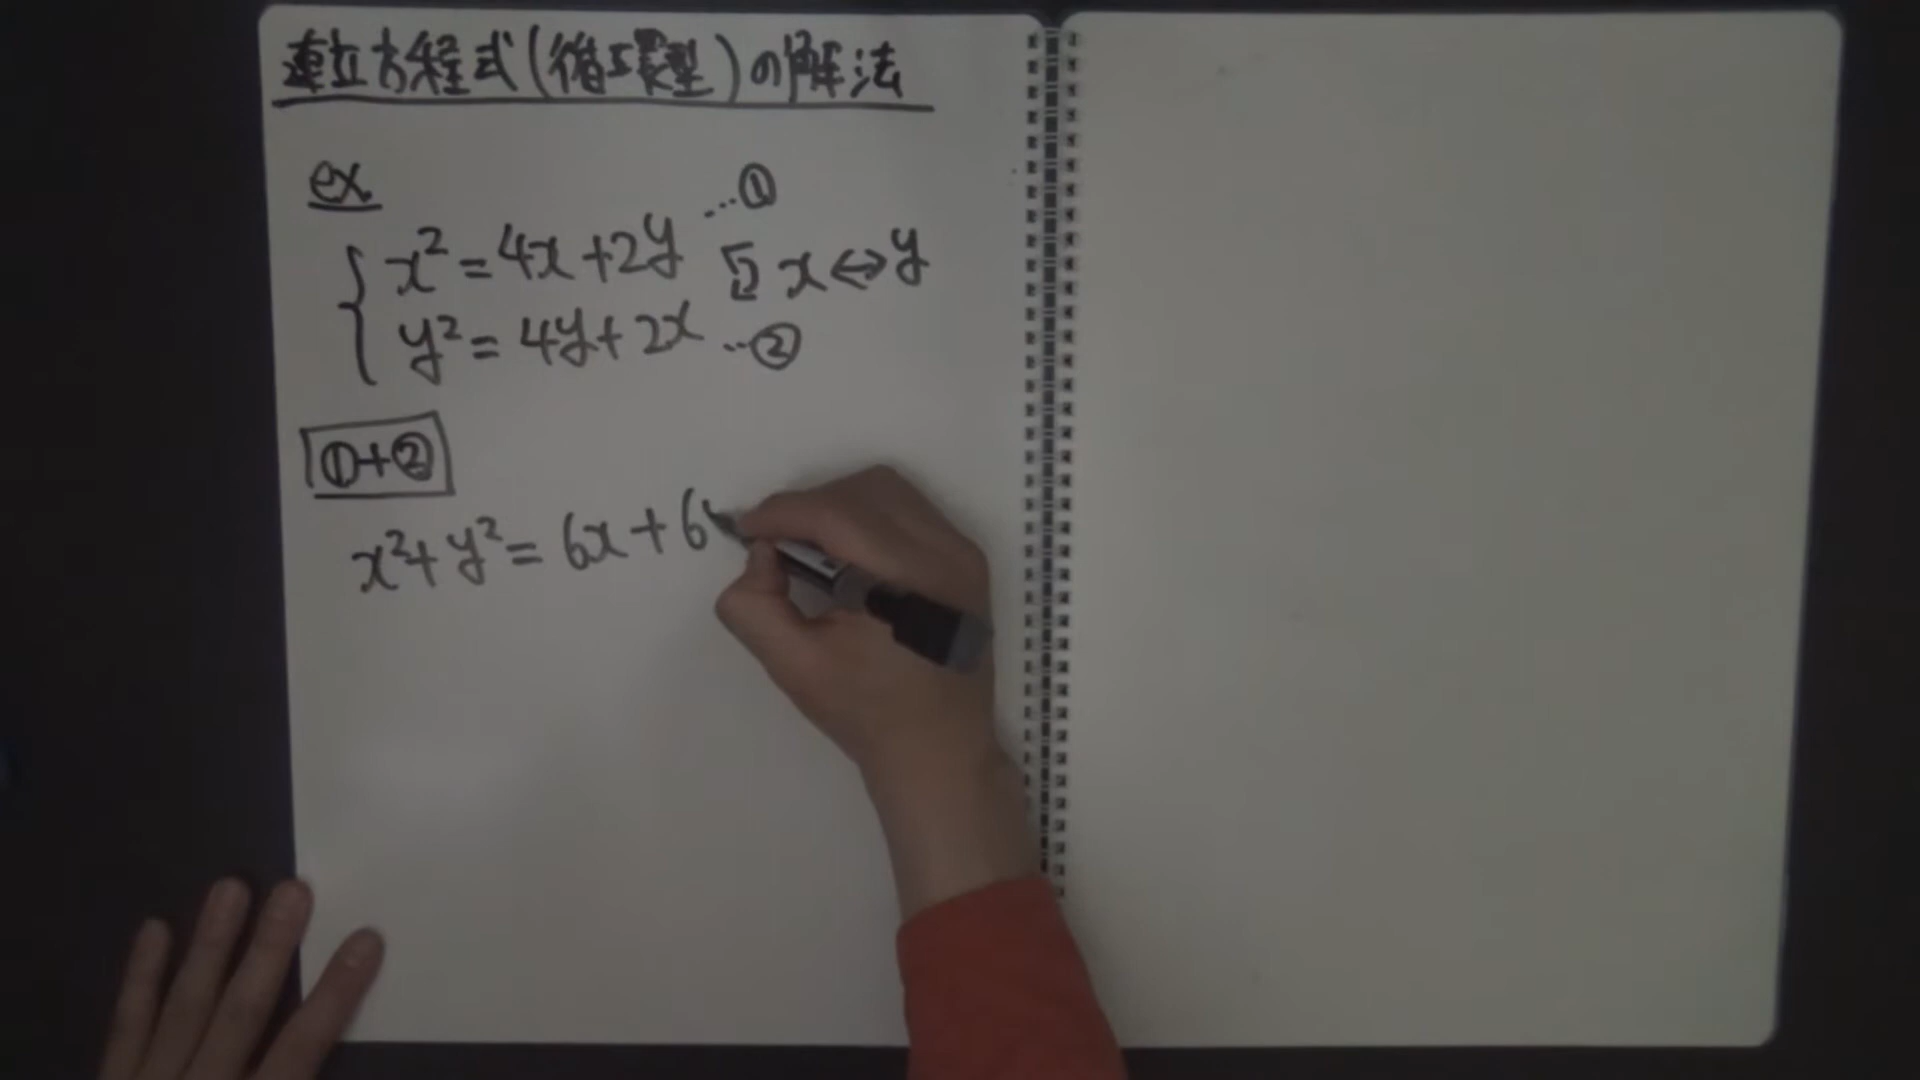 連立方程式(循環型)の解法
ex
x² = 4x + 2y …①
x ↔ y
y² = 4y + 2x …②
①+②
x² + y² = 6x + 6